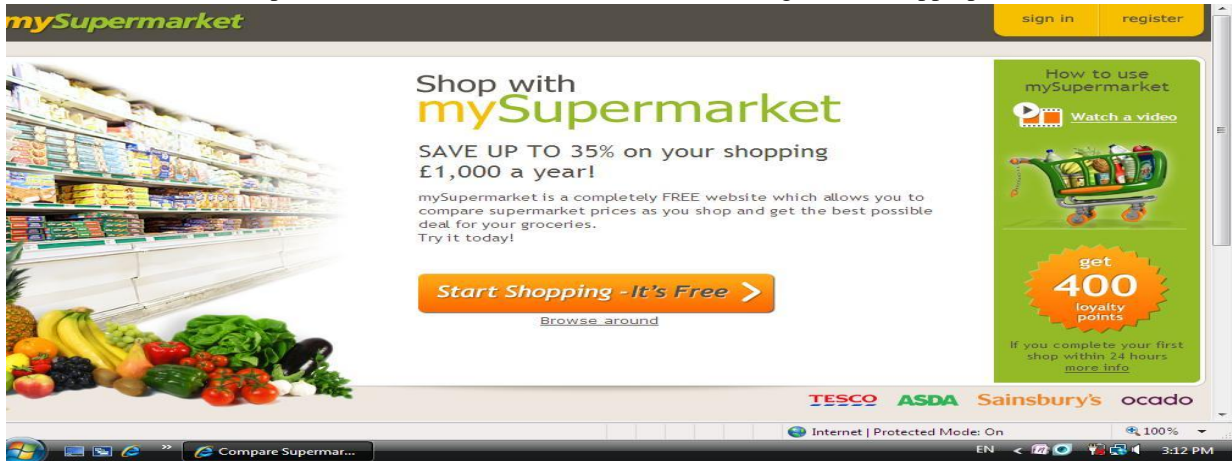 mySupermarket
sign in
register
Shop with
mySupermarket
SAVE UP TO 35% on your shopping
£1,000 a year!
mySupermarket is a completely FREE website which allows you to
compare supermarket prices as you shop and get the best possible
deal for your groceries.
Try it today!
Start Shopping -It's Free >
Browse around
How to use
mySupermarket
Watch a video
get
400
loyalty
points
If you complete your first
shop within 24 hours
more info
TESCO ASDA Sainsbury's ocado
Internet | Protected Mode: On
100%
Compare Supermar...
EN
3:12 PM